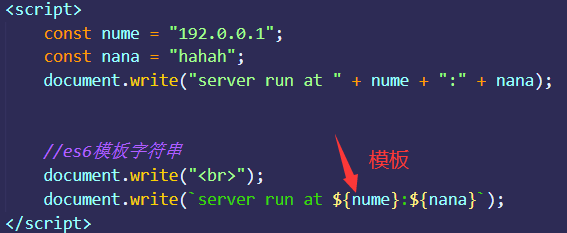 <script>
const nume = "192.0.0.1";
const nana = "hahah";
document.write("server run at " + nume + ":" + nana);
//es6模板字符串
模板
document.write("<br>");
document.write(`server run at ${nume}:${nana}`);
</script>